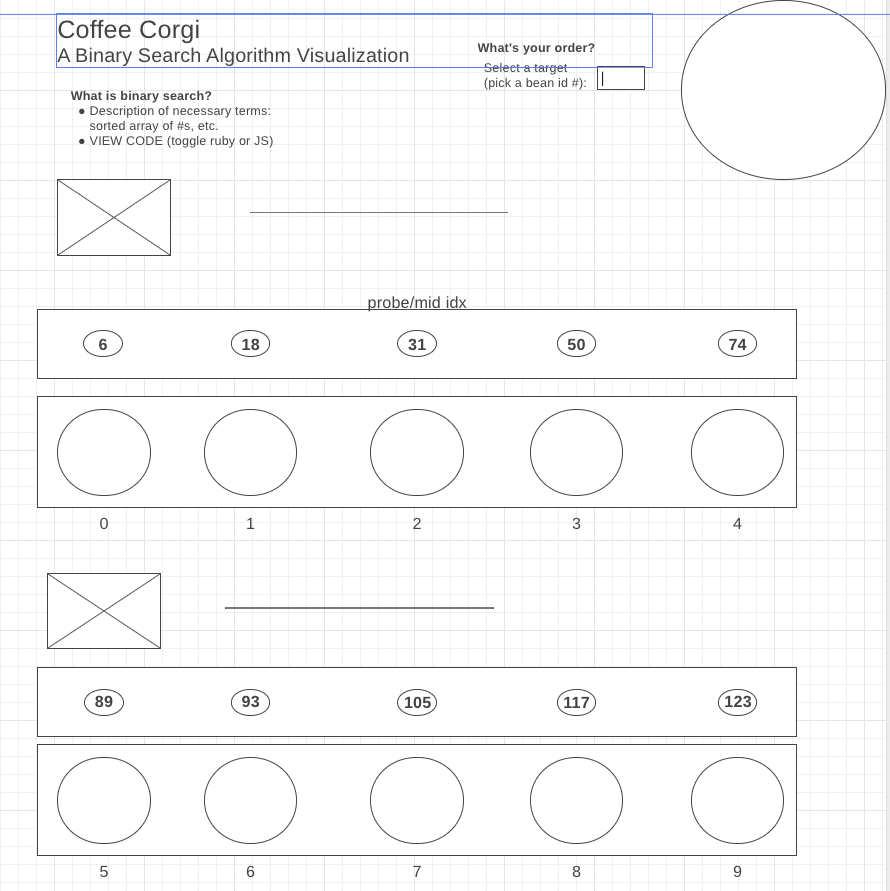 Coffee Corgi
A Binary Search Algorithm Visualization
What's your order?
Select a target
(pick a bean id #):
What is binary search?
● Description of necessary terms:
sorted array of #s, etc.
● VIEW CODE (toggle ruby or JS)
probe/mid idx
6 18 31 50 74
0 1 2 3 4
89 93 105 117 123
5 6 7 8 9